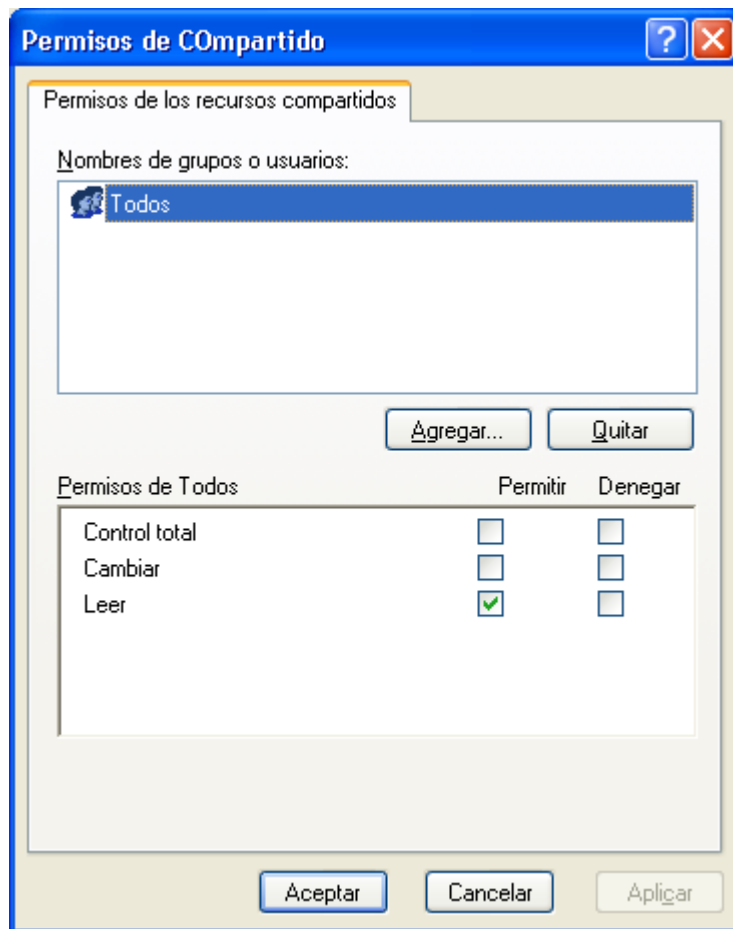 Permisos de COmpartido
Permisos de los recursos compartidos
Nombres de grupos o usuarios:
Todos
Agregar... Quitar
Permisos de Todos Permitir Denegar
Control total
Cambiar
Leer
Aceptar Cancelar Aplicar